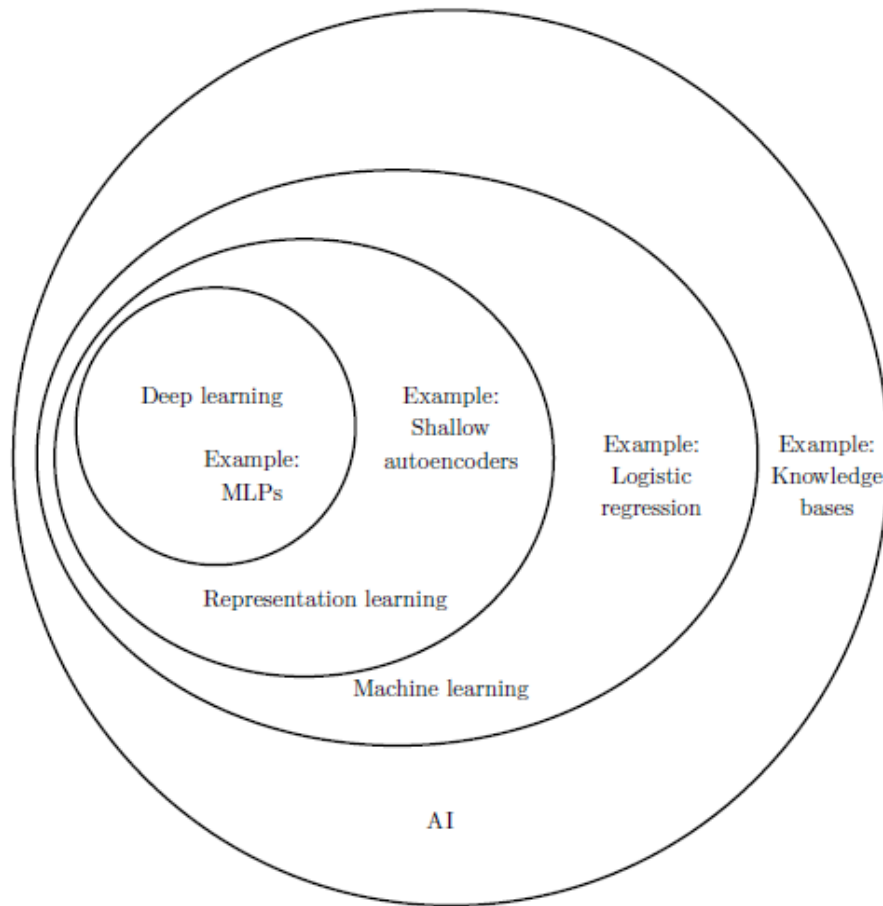 Deep learning
Example:
MLPs
Example:
Shallow
autoencoders
Example:
Logistic
regression
Example:
Knowledge
bases
Representation learning
Machine learning
AI